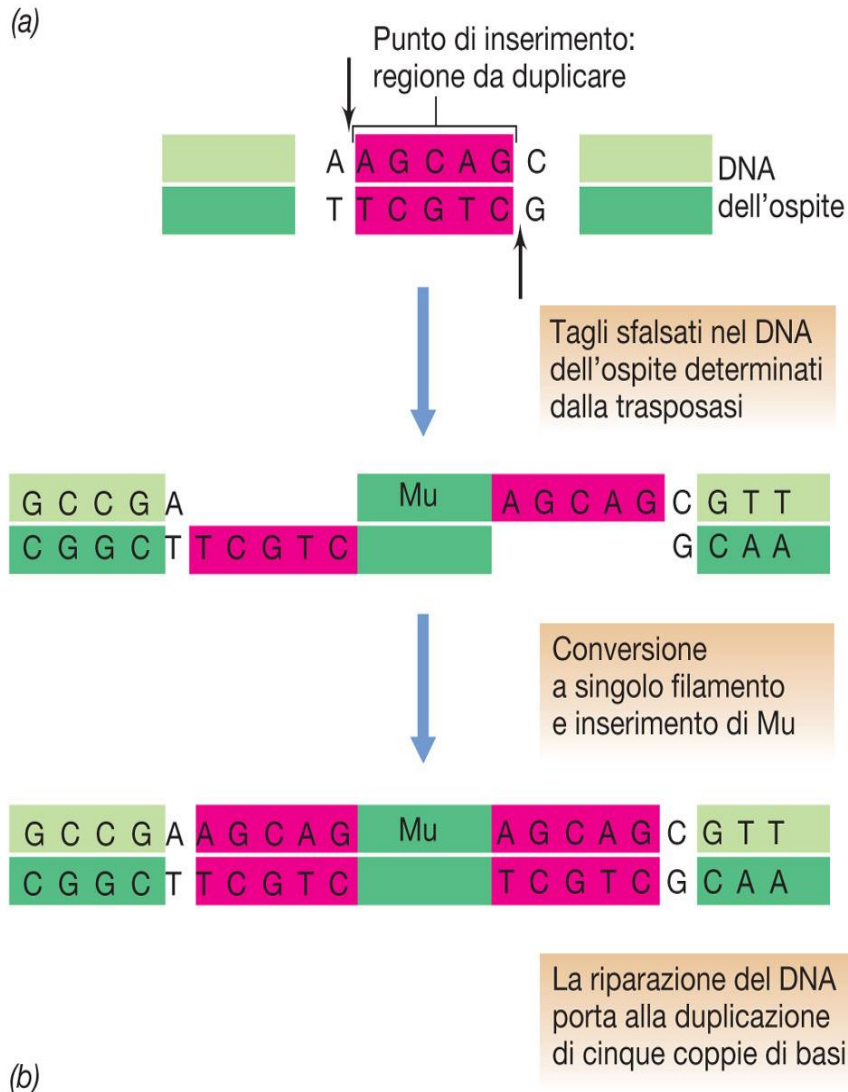 (a)
Punto di inserimento:
regione da duplicare
A A G C A G C
T T C G T C G
DNA
dell'ospite
Tagli sfalsati nel DNA
dell'ospite determinati
dalla trasposasi
G C C G A Mu A G C A G C G T T
C G G C T T C G T C G C A A
Conversione
a singolo filamento
e inserimento di Mu
G C C G A A G C A G Mu A G C A G C G T T
C G G C T T C G T C T C G T C G C A A
La riparazione del DNA
porta alla duplicazione
di cinque coppie di basi
(b)